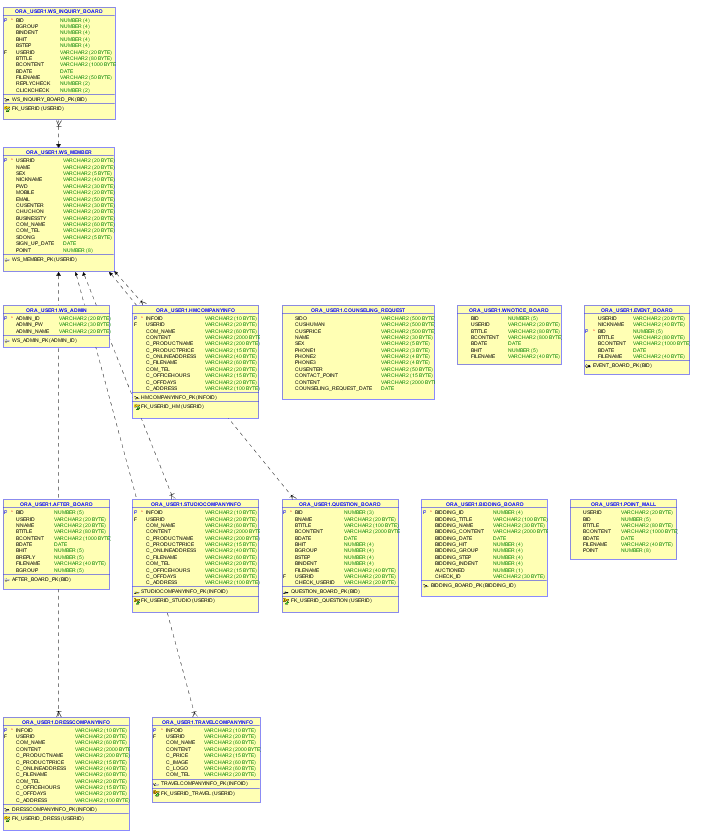 ORA_USER1.WS_INQUIRY_BOARD
P * BID NUMBER (4)
BGROUP NUMBER (4)
BINDENT NUMBER (4)
BHIT NUMBER (4)
BSTEP NUMBER (4)
F USERID VARCHAR2 (20 BYTE)
BTITLE VARCHAR2 (80 BYTE)
BCONTENT VARCHAR2 (1000 BYTE
BDATE DATE
FILENAME VARCHAR2 (50 BYTE)
REPLYCHECK NUMBER (2)
CLICKCHECK NUMBER (2)
WS_INQUIRY_BOARD_PK (BID)
FK_USERID (USERID)
ORA_USER1.WS_MEMBER
P * USERID VARCHAR2 (20 BYTE)
NAME VARCHAR2 (20 BYTE)
SEX VARCHAR2 (5 BYTE)
NICKNAME VARCHAR2 (40 BYTE)
PWD VARCHAR2 (30 BYTE)
MOBILE VARCHAR2 (20 BYTE)
EMAIL VARCHAR2 (50 BYTE)
CUSENTER VARCHAR2 (30 BYTE)
CHUCHON VARCHAR2 (20 BYTE)
BUSINESSTY VARCHAR2 (20 BYTE)
COM_NAME VARCHAR2 (60 BYTE)
COM_TEL VARCHAR2 (20 BYTE)
SDONG VARCHAR2 (5 BYTE)
SIGN_UP_DATE DATE
POINT NUMBER (8)
WS_MEMBER_PK (USERID)
ORA_USER1.WS_ADMIN
P * ADMIN_ID VARCHAR2 (20 BYTE)
ADMIN_PW VARCHAR2 (30 BYTE)
ADMIN_NAME VARCHAR2 (20 BYTE)
WS_ADMIN_PK (ADMIN_ID)
ORA_USER1.HMCOMPANYINFO
P * INFOID VARCHAR2 (10 BYTE)
F USERID VARCHAR2 (20 BYTE)
COM_NAME VARCHAR2 (60 BYTE)
CONTENT VARCHAR2 (2000 BYTE
C_PRODUCTNAME VARCHAR2 (200 BYTE)
C_PRODUCTPRICE VARCHAR2 (15 BYTE)
C_ONLINEADDRESS VARCHAR2 (40 BYTE)
C_FILENAME VARCHAR2 (60 BYTE)
COM_TEL VARCHAR2 (20 BYTE)
C_OFFICEHOURS VARCHAR2 (15 BYTE)
C_OFFDAYS VARCHAR2 (20 BYTE)
C_ADDRESS VARCHAR2 (100 BYTE)
HMCOMPANYINFO_PK (INFOID)
FK_USERID_HM (USERID)
ORA_USER1.COUNSELING_REQUEST
SIDO VARCHAR2 (500 BYTE)
CUSHUMAN VARCHAR2 (500 BYTE)
CUSPRICE VARCHAR2 (500 BYTE)
NAME VARCHAR2 (30 BYTE)
SEX VARCHAR2 (5 BYTE)
PHONE1 VARCHAR2 (3 BYTE)
PHONE2 VARCHAR2 (4 BYTE)
PHONE3 VARCHAR2 (4 BYTE)
CUSENTER VARCHAR2 (50 BYTE)
CONTACT_POINT VARCHAR2 (15 BYTE)
CONTENT VARCHAR2 (2000 BYTE
COUNSELING_REQUEST_DATE DATE
ORA_USER1.WNOTICE_BOARD
BID NUMBER (5)
USERID VARCHAR2 (20 BYTE)
BTITLE VARCHAR2 (80 BYTE)
BCONTENT VARCHAR2 (800 BYTE)
BDATE DATE
BHIT NUMBER (5)
FILENAME VARCHAR2 (40 BYTE)
ORA_USER1.EVENT_BOARD
USERID VARCHAR2 (20 BYTE)
NICKNAME VARCHAR2 (40 BYTE)
P * BID NUMBER (5)
BTITLE VARCHAR2 (80 BYTE)
BCONTENT VARCHAR2 (1000 BYTE
BDATE DATE
FILENAME VARCHAR2 (40 BYTE)
EVENT_BOARD_PK (BID)
ORA_USER1.AFTER_BOARD
P * BID NUMBER (5)
USERID VARCHAR2 (20 BYTE)
NNAME VARCHAR2 (20 BYTE)
BTITLE VARCHAR2 (80 BYTE)
BCONTENT VARCHAR2 (1000 BYTE
BDATE DATE
BHIT NUMBER (5)
BREPLY NUMBER (5)
FILENAME VARCHAR2 (40 BYTE)
BGROUP NUMBER (5)
AFTER_BOARD_PK (BID)
ORA_USER1.STUDIOCOMPANYINFO
P * INFOID VARCHAR2 (10 BYTE)
F USERID VARCHAR2 (20 BYTE)
COM_NAME VARCHAR2 (60 BYTE)
CONTENT VARCHAR2 (2000 BYTE
C_PRODUCTNAME VARCHAR2 (200 BYTE)
C_PRODUCTPRICE VARCHAR2 (15 BYTE)
C_ONLINEADDRESS VARCHAR2 (40 BYTE)
C_FILENAME VARCHAR2 (60 BYTE)
COM_TEL VARCHAR2 (20 BYTE)
C_OFFICEHOURS VARCHAR2 (15 BYTE)
C_OFFDAYS VARCHAR2 (20 BYTE)
C_ADDRESS VARCHAR2 (100 BYTE)
STUDIOCOMPANYINFO_PK (INFOID)
FK_USERID_STUDIO (USERID)
ORA_USER1.QUESTION_BOARD
P * BID NUMBER (3)
BNAME VARCHAR2 (20 BYTE)
BTITLE VARCHAR2 (100 BYTE)
BCONTENT VARCHAR2 (2000 BYTE
BDATE DATE
BHIT NUMBER (4)
BGROUP NUMBER (4)
BSTEP NUMBER (4)
BINDENT NUMBER (4)
FILENAME VARCHAR2 (40 BYTE)
F USERID VARCHAR2 (20 BYTE)
CHECK_USERID VARCHAR2 (20 BYTE)
QUESTION_BOARD_PK (BID)
FK_USERID_QUESTION (USERID)
ORA_USER1.BIDDING_BOARD
P * BIDDING_ID NUMBER (4)
BIDDING_TITLE VARCHAR2 (100 BYTE)
BIDDING_NAME VARCHAR2 (30 BYTE)
BIDDING_CONTENT VARCHAR2 (2000 BYTE
BIDDING_DATE DATE
BIDDING_HIT NUMBER (4)
BIDDING_GROUP NUMBER (4)
BIDDING_STEP NUMBER (4)
BIDDING_INDENT NUMBER (4)
AUCTIONED NUMBER (1)
CHECK_ID VARCHAR2 (30 BYTE)
BIDDING_BOARD_PK (BIDDING_ID)
ORA_USER1.POINT_MALL
USERID VARCHAR2 (20 BYTE)
BID NUMBER (5)
BTITLE VARCHAR2 (80 BYTE)
BCONTENT VARCHAR2 (1000 BYTE
BDATE DATE
FILENAME VARCHAR2 (40 BYTE)
POINT NUMBER (8)
ORA_USER1.DRESSCOMPANYINFO
P * INFOID VARCHAR2 (10 BYTE)
F USERID VARCHAR2 (20 BYTE)
COM_NAME VARCHAR2 (60 BYTE)
CONTENT VARCHAR2 (2000 BYTE
C_PRODUCTNAME VARCHAR2 (200 BYTE)
C_PRODUCTPRICE VARCHAR2 (15 BYTE)
C_ONLINEADDRESS VARCHAR2 (40 BYTE)
C_FILENAME VARCHAR2 (60 BYTE)
COM_TEL VARCHAR2 (20 BYTE)
C_OFFICEHOURS VARCHAR2 (15 BYTE)
C_OFFDAYS VARCHAR2 (20 BYTE)
C_ADDRESS VARCHAR2 (100 BYTE)
DRESSCOMPANYINFO_PK (INFOID)
FK_USERID_DRESS (USERID)
ORA_USER1.TRAVELCOMPANYINFO
P * INFOID VARCHAR2 (10 BYTE)
F USERID VARCHAR2 (20 BYTE)
COM_NAME VARCHAR2 (60 BYTE)
CONTENT VARCHAR2 (2000 BYTE
C_PRICE VARCHAR2 (15 BYTE)
C_IMAGE VARCHAR2 (60 BYTE)
C_LOGO VARCHAR2 (60 BYTE)
COM_TEL VARCHAR2 (20 BYTE)
TRAVELCOMPANYINFO_PK (INFOID)
FK_USERID_TRAVEL (USERID)